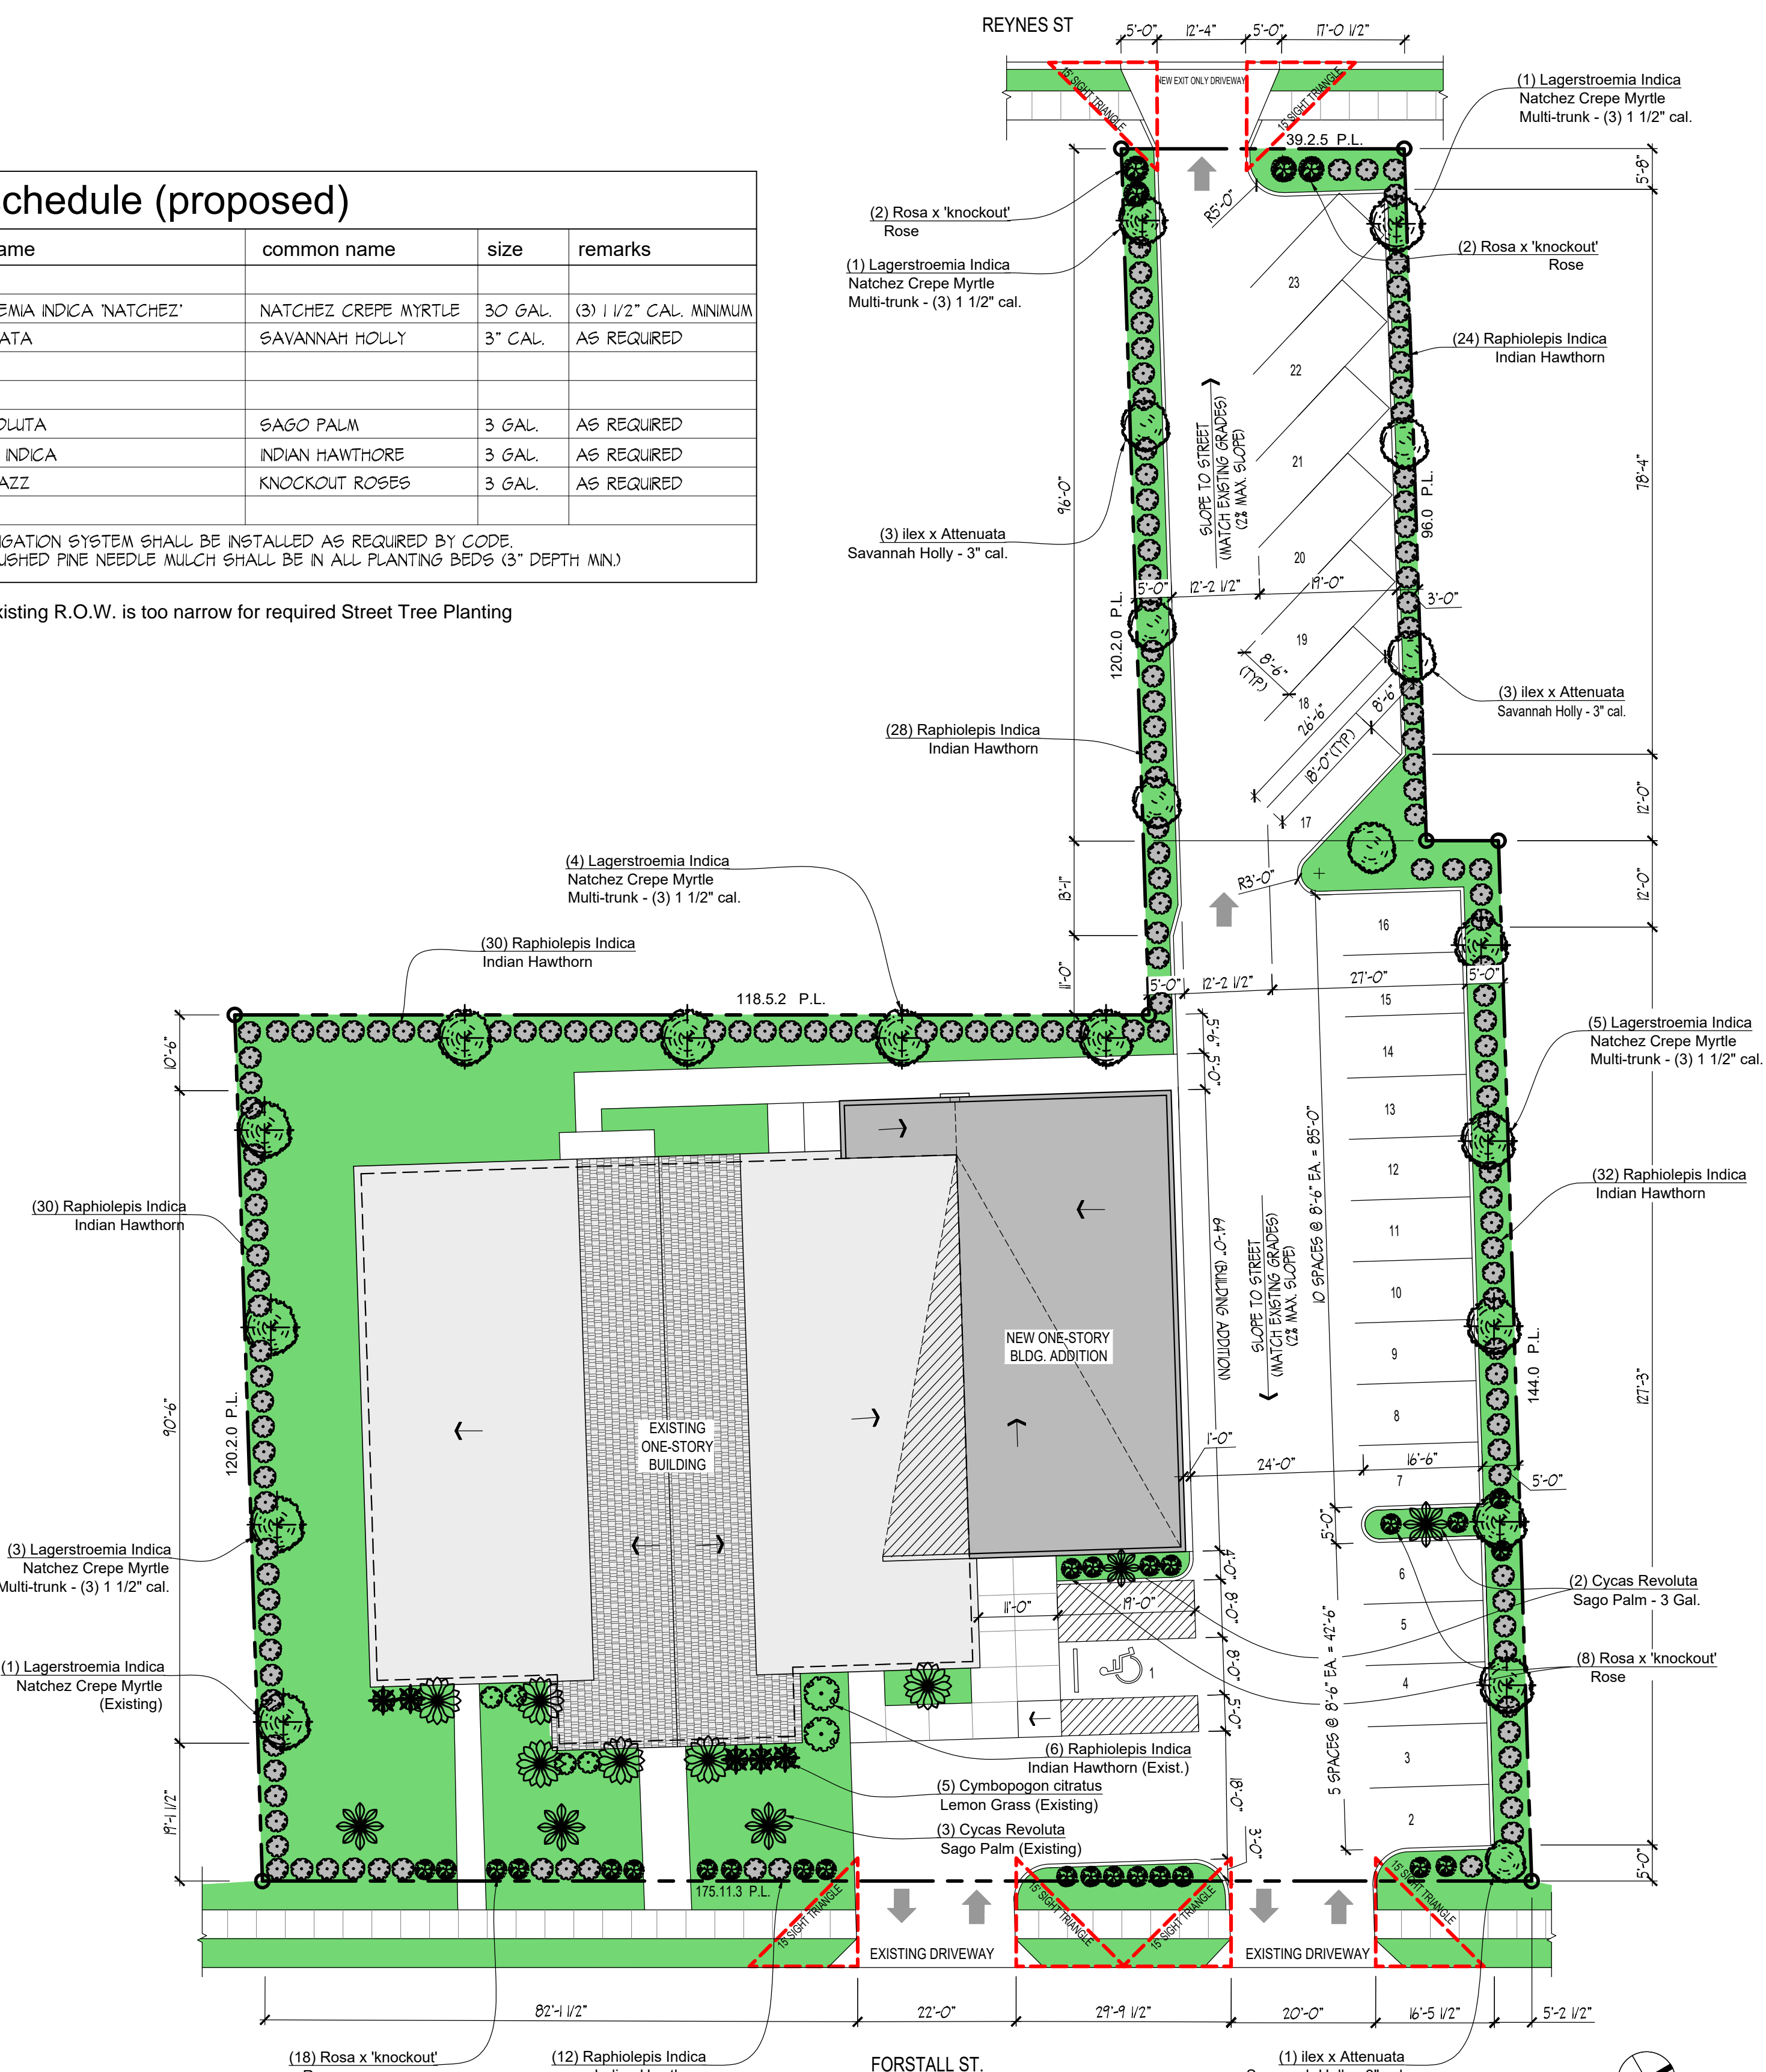 REYNES ST
5'-0" 12'-4" 5'-0" 17'-0 1/2"
15' SIGHT TRIANGLE
NEW EXIT ONLY DRIVEWAY
15' SIGHT TRIANGLE
39.2.5 P.L.
(1) Lagerstroemia Indica
Natchez Crepe Myrtle
Multi-trunk - (3) 1 1/2" cal.
chedule (proposed)
ame common name size remarks
EMIA INDICA 'NATCHEZ' NATCHEZ CREPE MYRTLE 30 GAL. (3) 1 1/2" CAL. MINIMUM
ATA SAVANNAH HOLLY 3" CAL. AS REQUIRED
OLUTA SAGO PALM 3 GAL. AS REQUIRED
INDICA INDIAN HAWTHORE 3 GAL. AS REQUIRED
AZZ KNOCKOUT ROSES 3 GAL. AS REQUIRED
IGATION SYSTEM SHALL BE INSTALLED AS REQUIRED BY CODE.
USHED PINE NEEDLE MULCH SHALL BE IN ALL PLANTING BEDS (3" DEPTH MIN.)
xisting R.O.W. is too narrow for required Street Tree Planting
(2) Rosa x 'knockout'
Rose
(1) Lagerstroemia Indica
Natchez Crepe Myrtle
Multi-trunk - (3) 1 1/2" cal.
R5'-0"
5'-8"
(2) Rosa x 'knockout'
Rose
23
22
21
20
19
18
17
(24) Raphiolepis Indica
Indian Hawthorn
SLOPE TO STREET
(MATCH EXISTING GRADES)
(2% MAX. SLOPE)
96'-0"
78'-4"
96.0 P.L.
(3) ilex x Attenuata
Savannah Holly - 3" cal.
5'-0" 12'-2 1/2" 19'-0"
3'-0"
120.2.0 P.L.
8'-6"
(TYP.)
26'-6"
18'-0" (TYP)
8'-6"
(3) ilex x Attenuata
Savannah Holly - 3" cal.
(28) Raphiolepis Indica
Indian Hawthorn
12'-0"
12'-0"
R3'-0"
13'-1"
11'-0"
(4) Lagerstroemia Indica
Natchez Crepe Myrtle
Multi-trunk - (3) 1 1/2" cal.
(30) Raphiolepis Indica
Indian Hawthorn
118.5.2 P.L.
5'-0" 12'-2 1/2" 27'-0" 5'-0"
16
15
14
13
12
11
10
9
8
7
10'-9"
5'-6"
5'-0"
(5) Lagerstroemia Indica
Natchez Crepe Myrtle
Multi-trunk - (3) 1 1/2" cal.
(32) Raphiolepis Indica
Indian Hawthorn
10 SPACES @ 8'-6" EA. = 85'-0"
64'-0" (BUILDING ADDITION)
SLOPE TO STREET
(MATCH EXISTING GRADES)
(2% MAX. SLOPE)
(30) Raphiolepis Indica
Indian Hawthorn
NEW ONE-STORY
BLDG. ADDITION
EXISTING
ONE-STORY
BUILDING
144.0 P.L.
127'-3"
120.2.0 P.L.
90'-6"
1'-0"
24'-0" 16'-6"
5'-0"
5'-0"
(3) Lagerstroemia Indica
Natchez Crepe Myrtle
Multi-trunk - (3) 1 1/2" cal.
4'-0"
8'-0"
8'-0"
5'-0"
18'-0"
3'-0"
11'-0" 19'-0"
6
5
4
3
2
1
5 SPACES @ 8'-6" EA. = 42'-6"
(2) Cycas Revoluta
Sago Palm - 3 Gal.
(8) Rosa x 'knockout'
Rose
(1) Lagerstroemia Indica
Natchez Crepe Myrtle
(Existing)
(6) Raphiolepis Indica
Indian Hawthorn (Exist.)
(5) Cymbopogon citratus
Lemon Grass (Existing)
(3) Cycas Revoluta
Sago Palm (Existing)
19'-1 1/2"
5'-0"
175.11.3 P.L.
15' SIGHT TRIANGLE
15' SIGHT TRIANGLE
15' SIGHT TRIANGLE
15' SIGHT TRIANGLE
EXISTING DRIVEWAY
EXISTING DRIVEWAY
82'-1 1/2" 22'-0" 29'-9 1/2" 20'-0" 16'-5 1/2" 5'-2 1/2"
(18) Rosa x 'knockout'
(12) Raphiolepis Indica
FORSTALL ST.
(1) ilex x Attenuata